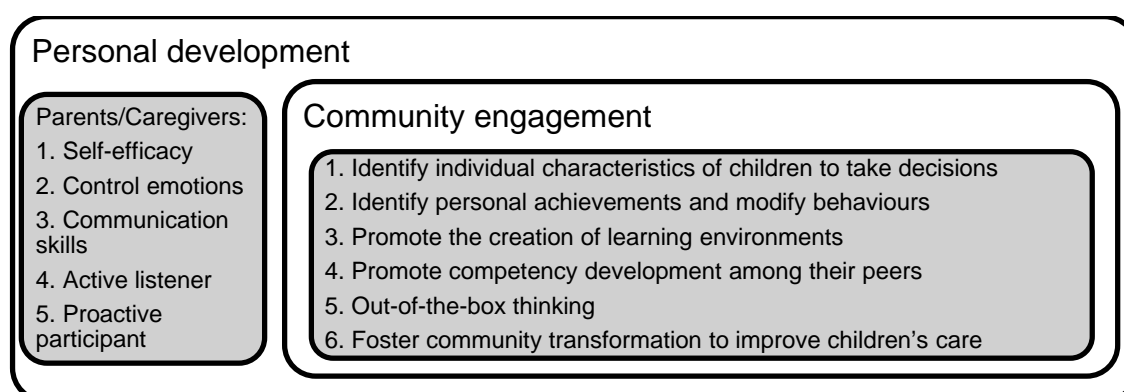 Personal development
Parents/Caregivers:
1. Self-efficacy
2. Control emotions
3. Communication
skills
4. Active listener
5. Proactive
participant
Community engagement
1. Identify individual characteristics of children to take decisions
2. Identify personal achievements and modify behaviours
3. Promote the creation of learning environments
4. Promote competency development among their peers
5. Out-of-the-box thinking
6. Foster community transformation to improve children’s care